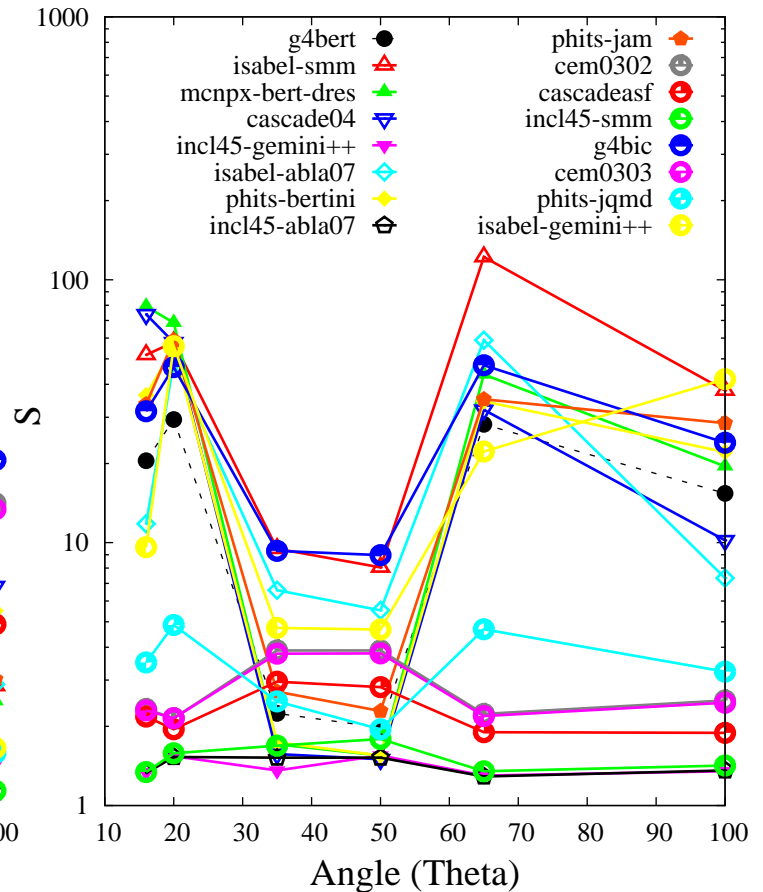 1000
100
10
1
S
g4bert
isabel-smm
mcnpx-bert-dres
cascade04
incl45-gemini++
isabel-abla07
phits-bertini
incl45-abla07
phits-jam
cem0302
cascadeasf
incl45-smm
g4bic
cem0303
phits-jqmd
isabel-gemini++
00
10 20 30 40 50 60 70 80 90 100
Angle (Theta)